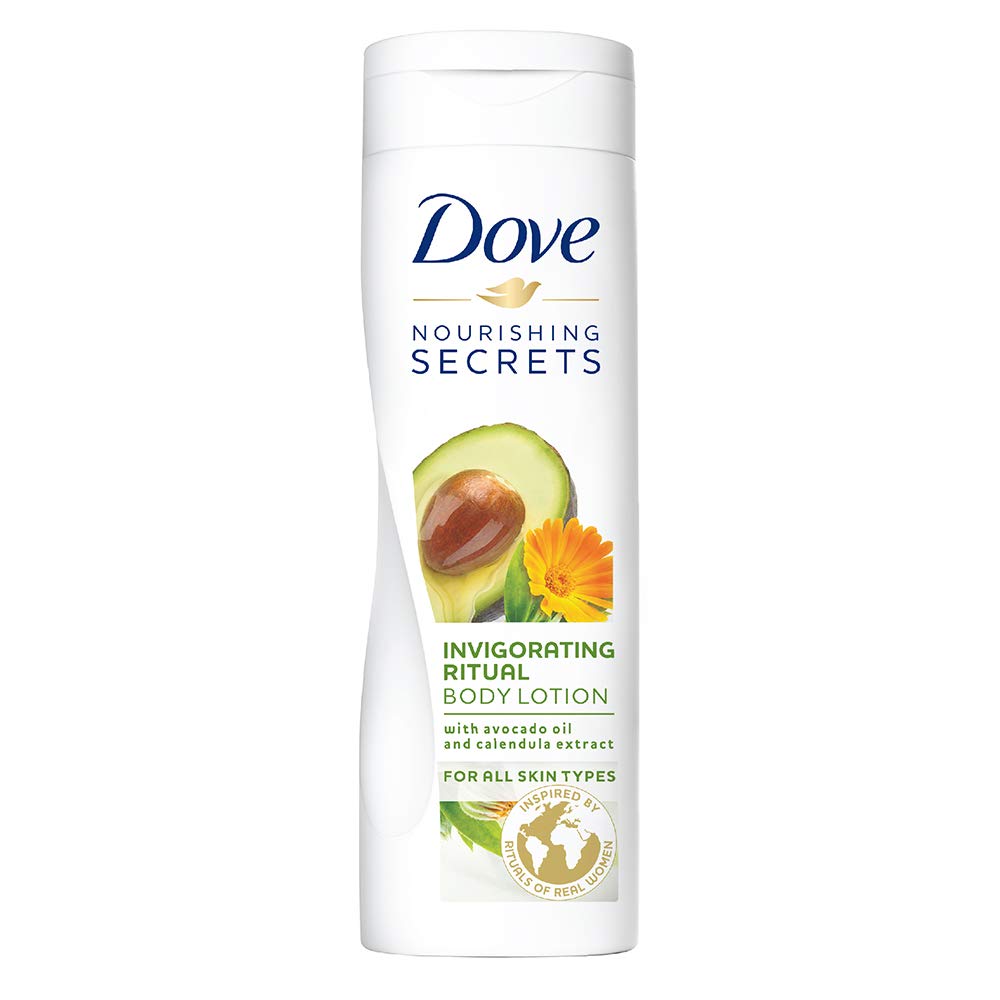 Dove
NOURISHING
SECRETS
INVIGORATING
RITUAL
BODY LOTION
with avocado oil
and calendula extract
FOR ALL SKIN TYPES
INSPIRED BY
RITUALS OF REAL WOMEN